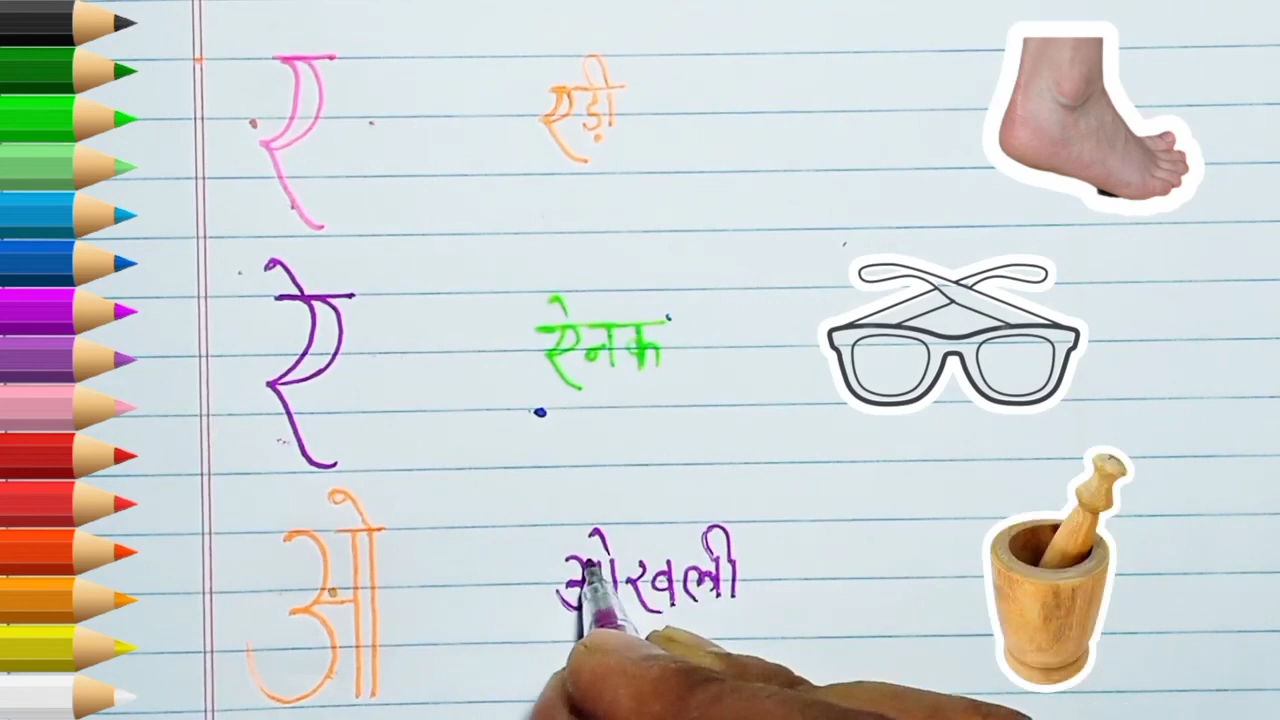 ए एड़ी
ऐ ऐनक
ओ ओखली